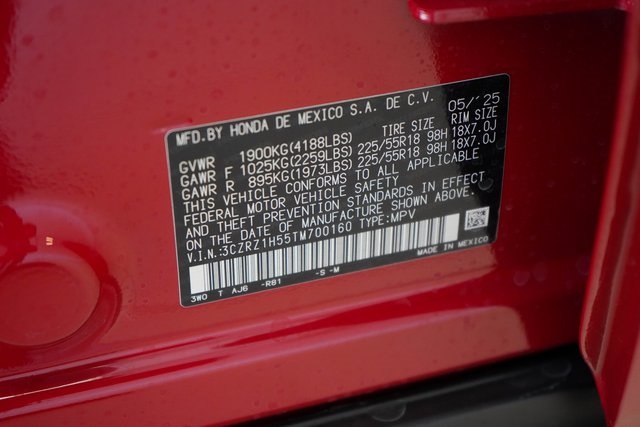 MFD. BY HONDA DE MEXICO S.A. DE C.V. 05/'25
TIRE SIZE RIM SIZE
GVWR 1900KG(4188LBS)
GAWR F 1025KG(2259LBS) 225/55R18 98H 18X7.0J
GAWR R 895KG(1973LBS) 225/55R18 98H 18X7.0J
THIS VEHICLE CONFORMS TO ALL APPLICABLE
FEDERAL MOTOR VEHICLE SAFETY
AND THEFT PREVENTION STANDARDS IN EFFECT
ON THE DATE OF MANUFACTURE SHOWN ABOVE.
V.I.N.:3CZRZ1H55TM700160 TYPE:MPV
MADE IN MEXICO
3W0 T AJ6 -R81 -S -M